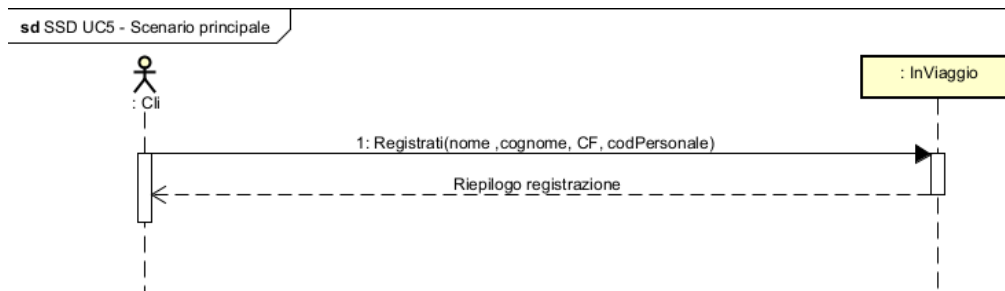 sd SSD UC5 - Scenario principale
: Cli
: InViaggio
1: Registrati(nome ,cognome, CF, codPersonale)
Riepilogo registrazione